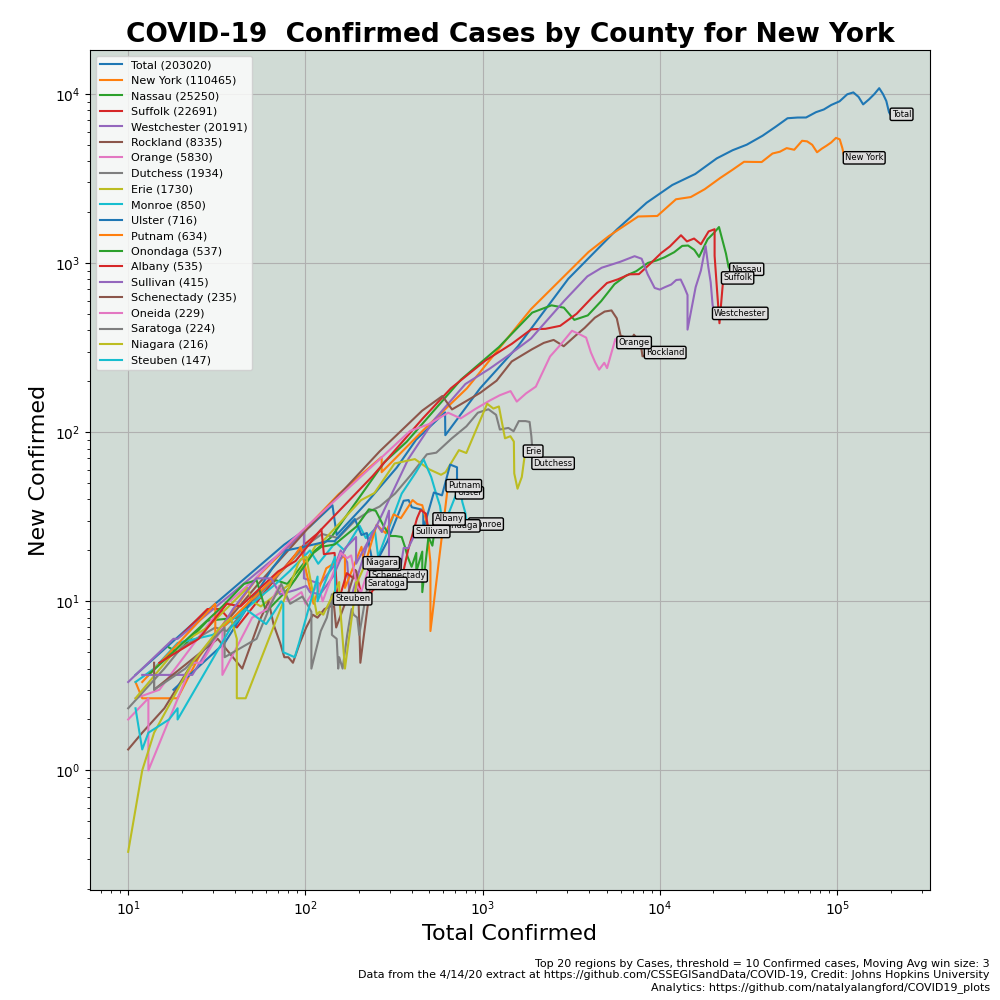 COVID-19  Confirmed Cases by County for New York
Total (203020)
New York (110465)
Nassau (25250)
Suffolk (22691)
Westchester (20191)
Rockland (8335)
Orange (5830)
Dutchess (1934)
Erie (1730)
Monroe (850)
Ulster (716)
Putnam (634)
Onondaga (537)
Albany (535)
Sullivan (415)
Schenectady (235)
Oneida (229)
Saratoga (224)
Niagara (216)
Steuben (147)
Total
New York
Nassau
Suffolk
Westchester
Orange
Rockland
Erie
Dutchess
Putnam
Albany
Sullivan
Niagara
Schenectady
Saratoga
Steuben
New Confirmed
10⁴
10³
10²
10¹
10⁰
10¹ 10² 10³ 10⁴ 10⁵
Total Confirmed
Top 20 regions by Cases, threshold = 10 Confirmed cases, Moving Avg win size: 3
Data from the 4/14/20 extract at https://github.com/CSSEGISandData/COVID-19, Credit: Johns Hopkins University
Analytics: https://github.com/natalyalangford/COVID19_plots